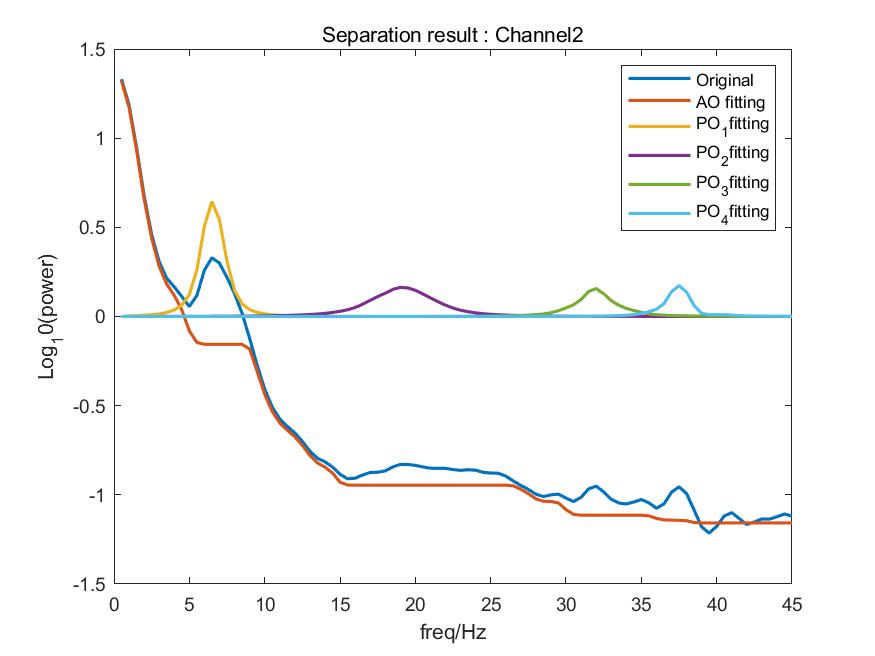 Separation result : Channel2
Original
AO fitting
PO1fitting
PO2fitting
PO3fitting
PO4fitting
Log10(power)
1.5
1
0.5
0
-0.5
-1
-1.5
0 5 10 15 20 25 30 35 40 45
freq/Hz